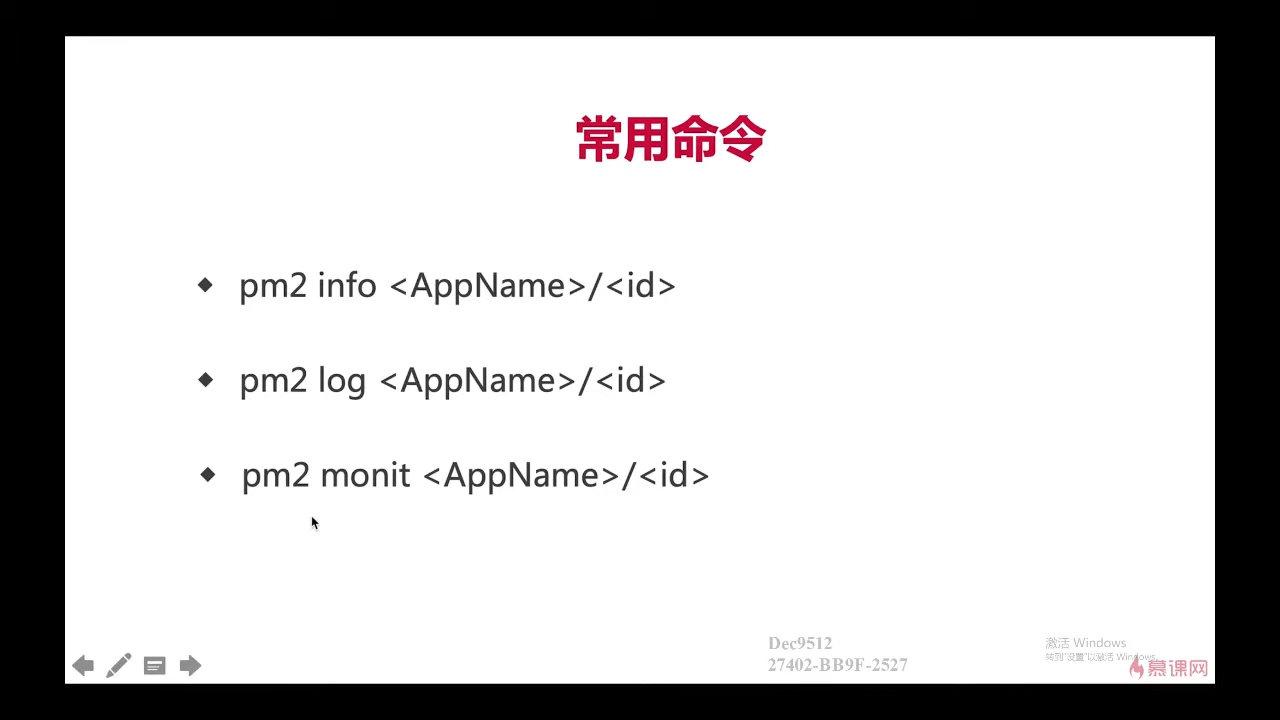 常用命令
◆ pm2 info <AppName>/<id>
◆ pm2 log <AppName>/<id>
◆ pm2 monit <AppName>/<id>
Dec9512
27402-BB9F-2527
激活 Windows
转到"设置"以激活 Windows。
慕课网